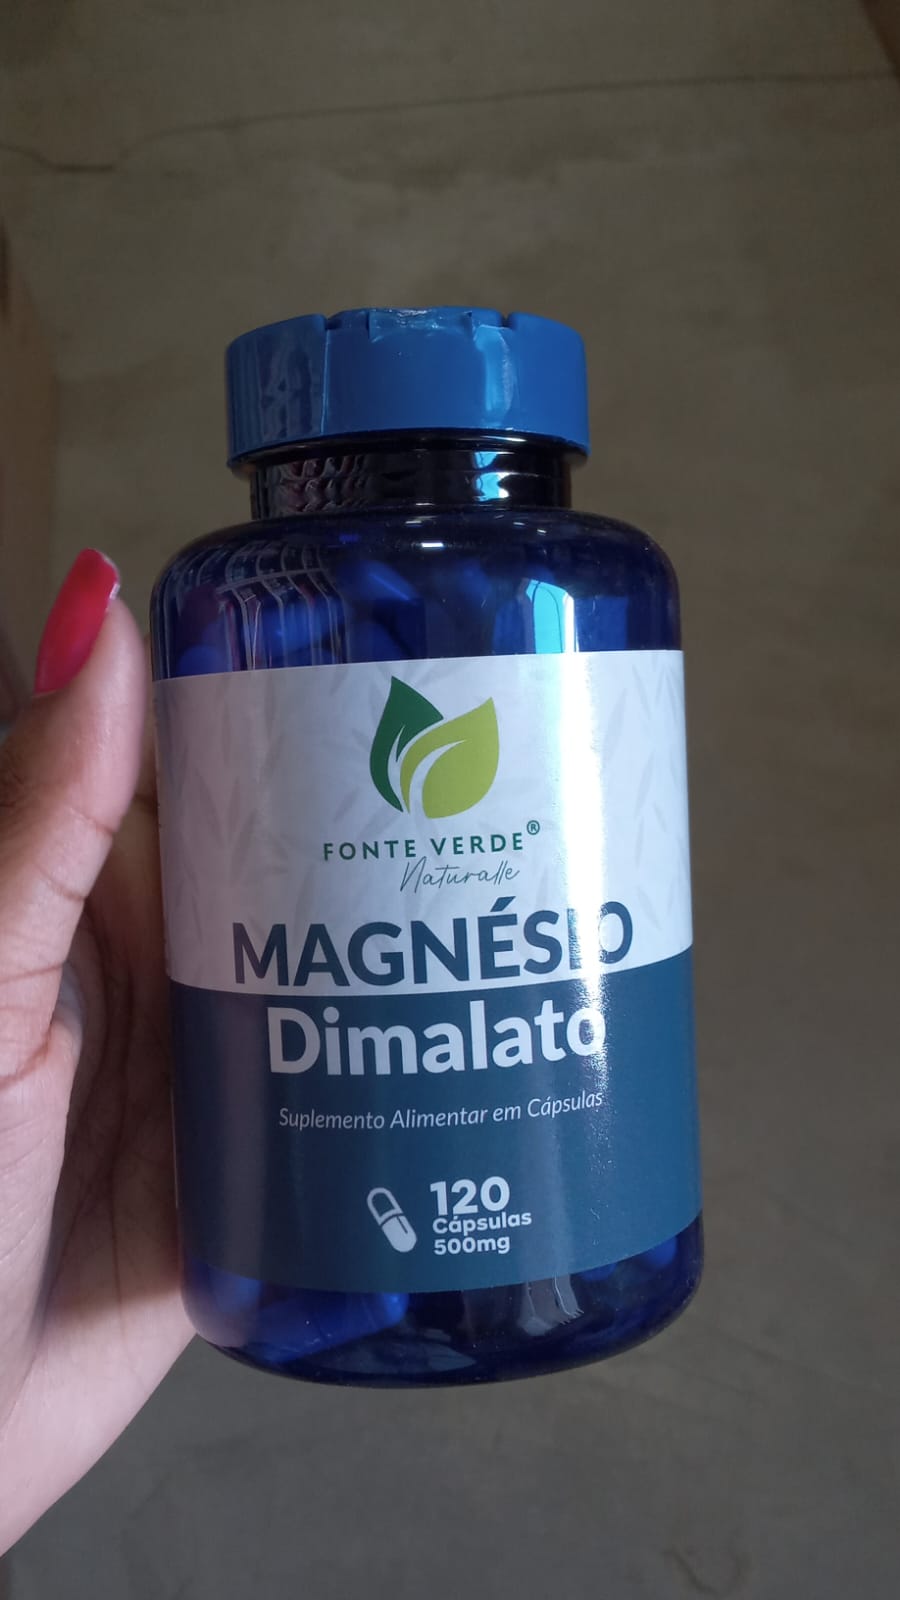 FONTE VERDE®
Naturalle
MAGNÉSIO
Dimalato
Suplemento Alimentar em Cápsulas
120
Cápsulas
500mg